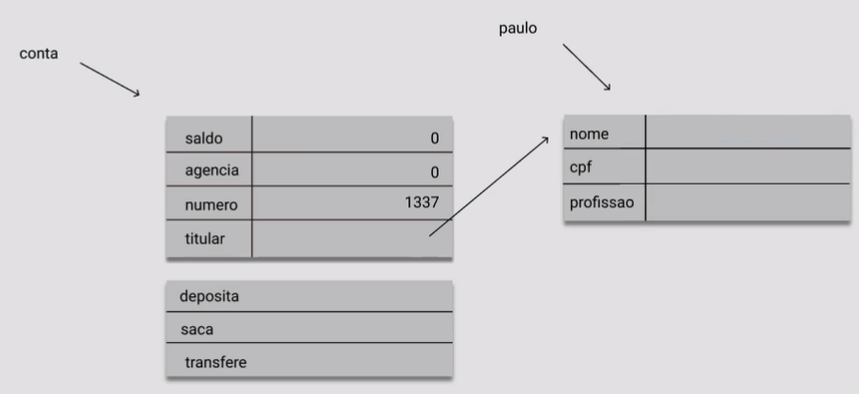 paulo
conta
saldo 0
agencia 0
numero 1337
titular
nome
cpf
profissao
deposita
saca
transfere